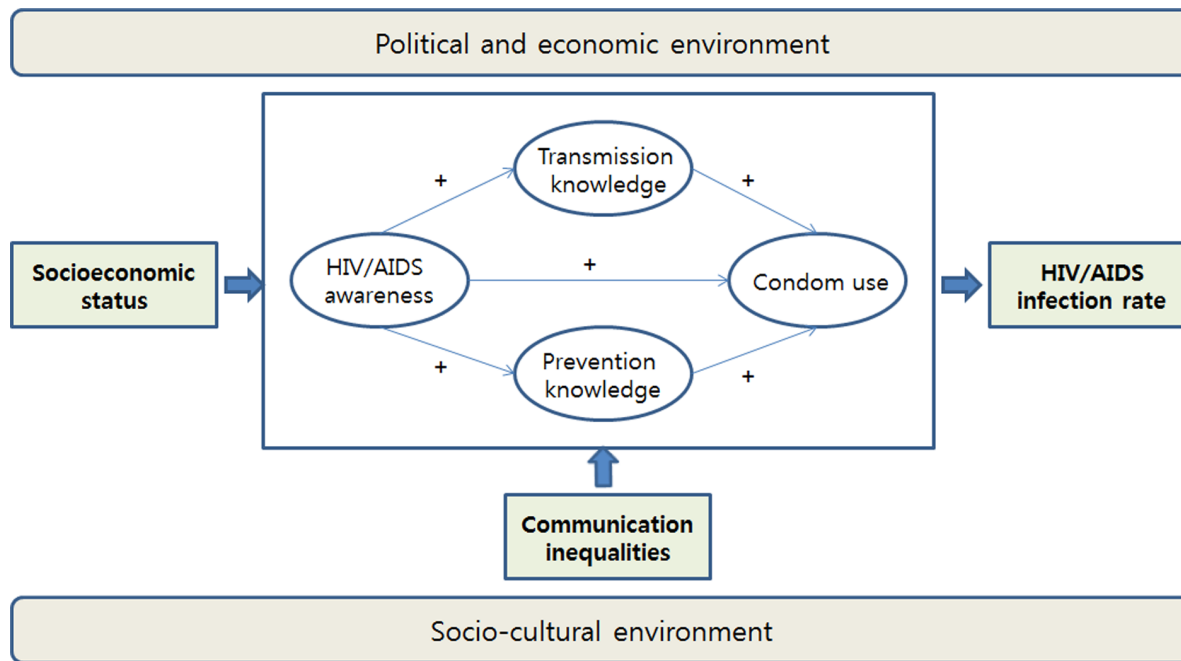 Political and economic environment
Transmission
knowledge
+
+
Socioeconomic
status
HIV/AIDS
awareness
+
Condom use
HIV/AIDS
infection rate
+
Prevention
knowledge
+
Communication
inequalities
Socio-cultural environment